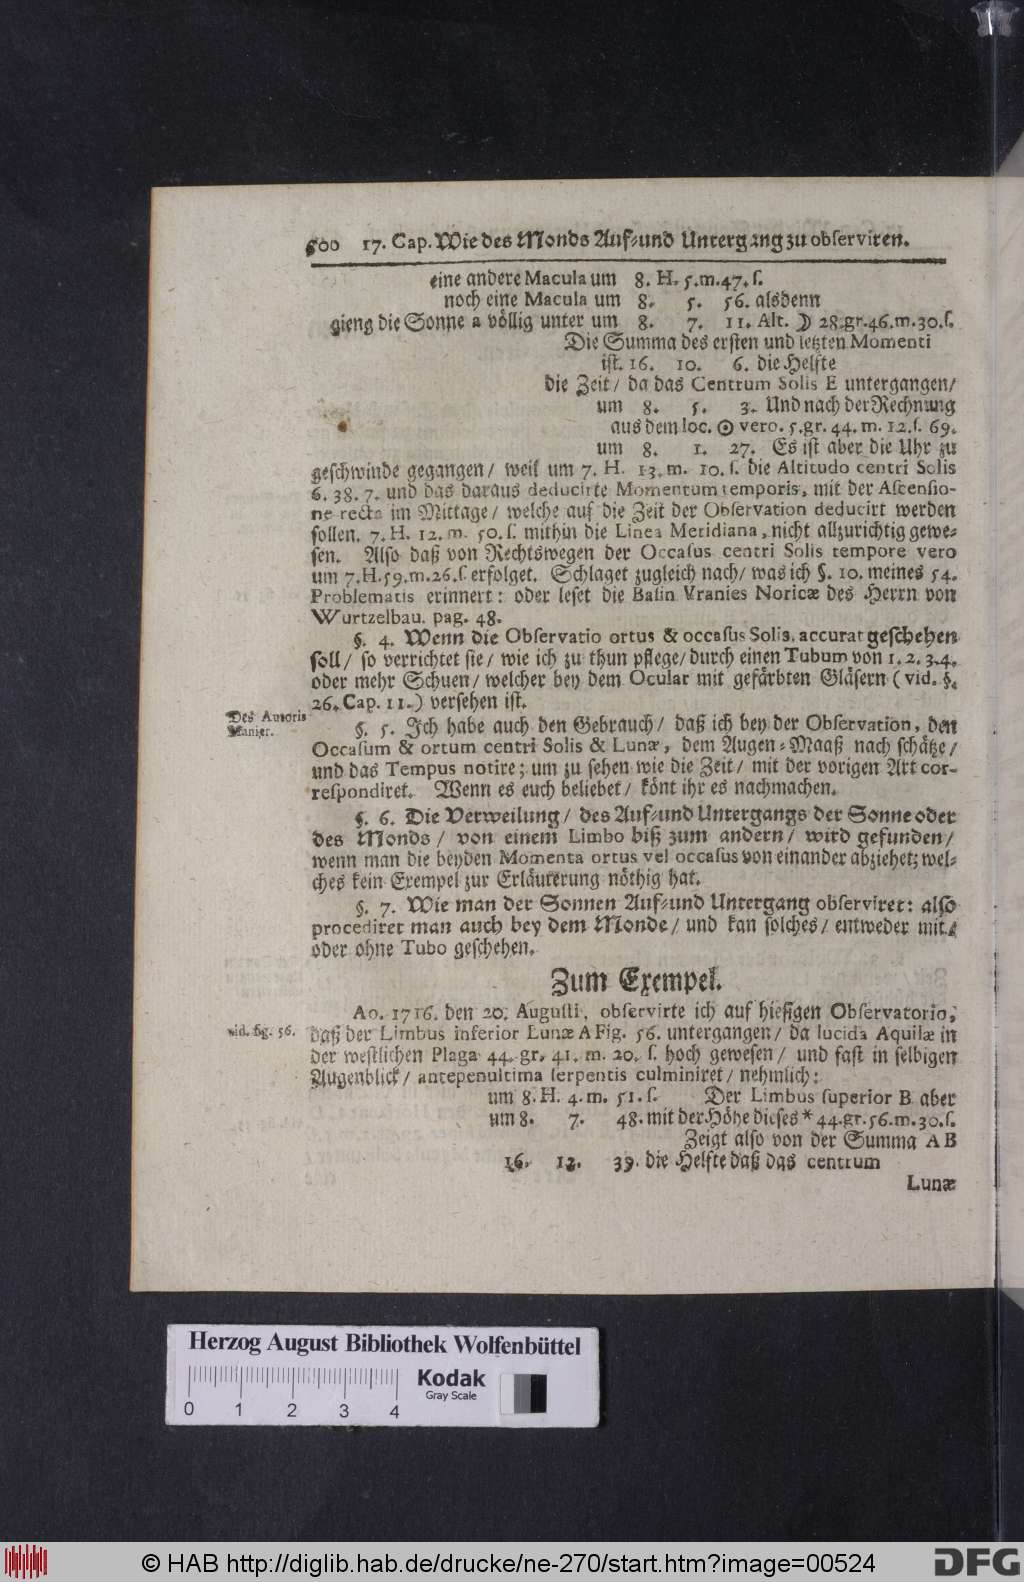 500 17. Cap. Wie des Monds Auf-und Untergang zu observiren.
eine andere Macula um 8. H. 5. m. 47. s.
noch eine Macula um 8. 5. 56. alsdenn
gieng die Sonne a völlig unter um 8. 7. 11. Alt. ☽ 28. gr. 46. m. 30. s.
Die Summa des ersten und letzten Momenti
ist. 16. 10. 6. die Helfte
die Zeit / da das Centrum Solis E untergangen /
um 8. 5. 3. Und nach der Rechnung
aus dem loc. ☉ vero. 5. gr. 44. m. 12. s. 69.
um 8. 1. 27. Es ist aber die Uhr zu
geschwinde gegangen / weil um 7. H. 13. m. 10. s. die Altitudo centri Solis
6. 38. 7. und das daraus deducirte Momentum temporis, mit der Ascensio-
ne recta im Mittage / welche auf die Zeit der Observation deducirt werden
sollen. 7. H. 12. m. 50. s. mithin die Linea Meridiana, nicht allzurichtig gewe-
sen. Also daß von Rechtswegen der Occasus centri Solis tempore vero
um 7. H. 59. m. 26. s. erfolget. Schlaget zugleich nach / was ich §. 10. meines 54.
Problematis erinnert: oder leset die Basin Vranies Noricæ des Herrn von
Wurtzelbau. pag. 48.
§. 4. Wenn die Observatio ortus & occasus Solis, accurat geschehen
soll / so verrichtet sie / wie ich zu thun pflege / durch einen Tubum von 1. 2. 3. 4.
oder mehr Schuen / welcher bey dem Ocular mit gefärbten Gläsern ( vid. §.
26. Cap. 11. ) versehen ist.
Des Autoris
Manier.
§. 5. Ich habe auch den Gebrauch / daß ich bey der Observation, den
Occasum & ortum centri Solis & Lunæ, dem Augen-Maaß nach schätze /
und das Tempus notire; um zu sehen wie die Zeit / mit der vorigen Art cor-
respondiret. Wenn es euch beliebet / könt ihr es nachmachen.
§. 6. Die Verweilung / des Auf-und Untergangs der Sonne oder
des Monds / von einem Limbo biß zum andern / wird gefunden /
wenn man die beyden Momenta ortus vel occasus von einander abziehet; wel-
ches kein Exempel zur Erläuterung nöthig hat.
§. 7. Wie man der Sonnen Auf-und Untergang observiret: also
procediret man auch bey dem Monde / und kan solches / entweder mit /
oder ohne Tubo geschehen.
Zum Exempel.
Ao. 1716. den 20. Augusti, observirte ich auf hiesigen Observatorio,
vid. fig. 56.
daß der Limbus inferior Lunæ A Fig. 56. untergangen / da lucida Aquilæ in
der westlichen Plaga 44. gr. 41. m. 20. s. hoch gewesen / und fast in selbigen
Augenblick / antepenultima serpentis culminiret / nehmlich:
um 8. H. 4. m. 51. s. Der Limbus superior B aber
um 8. 7. 48. mit der Höhe dieses * 44. gr. 56. m. 30. s.
Zeigt also von der Summa A B
16. 12. 39. die Helfte daß das centrum
Lunæ
Herzog August Bibliothek Wolfenbüttel
Kodak
Gray Scale
0 1 2 3 4
© HAB http://diglib.hab.de/drucke/ne-270/start.htm?image=00524
DFG